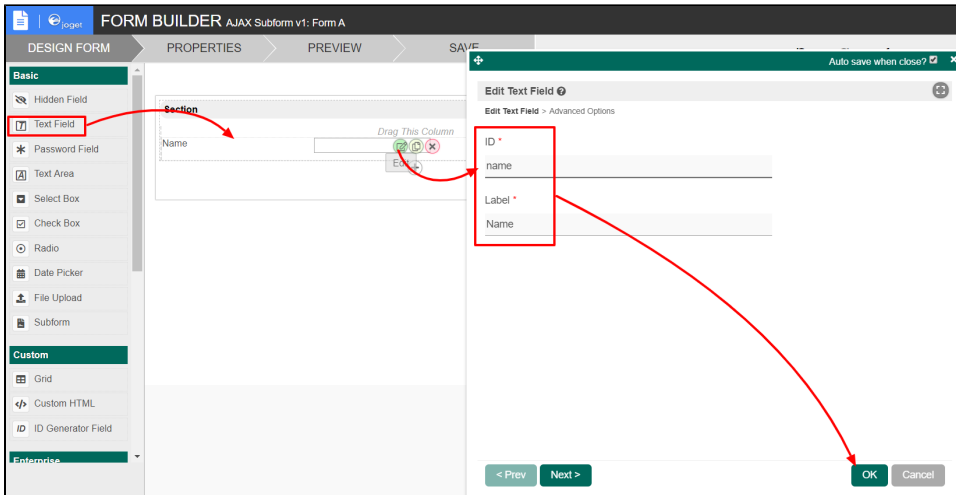 joget FORM BUILDER AJAX Subform v1: Form A
DESIGN FORM PROPERTIES PREVIEW SAVE
Auto save when close?
Basic
Hidden Field
Text Field
Password Field
Text Area
Select Box
Check Box
Radio
Date Picker
File Upload
Subform
Custom
Grid
Custom HTML
ID ID Generator Field
Enterprise
Section
Drag This Column
Name
Edit
Edit Text Field
Edit Text Field > Advanced Options
ID *
name
Label *
Name
< Prev Next > OK Cancel